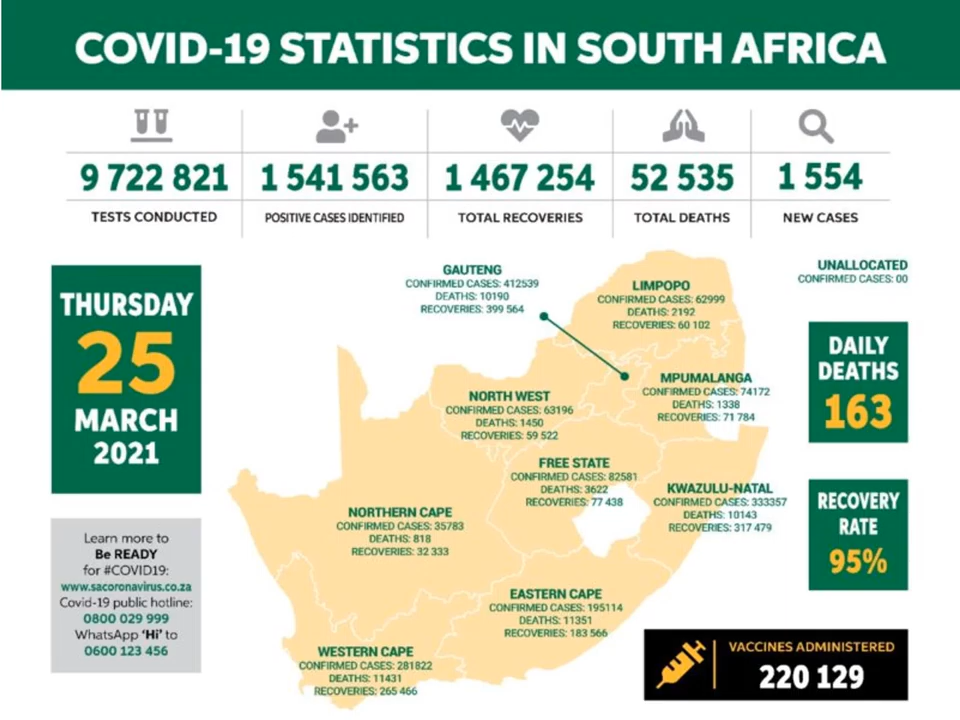 COVID-19 STATISTICS IN SOUTH AFRICA
9 722 821
TESTS CONDUCTED
1 541 563
POSITIVE CASES IDENTIFIED
1 467 254
TOTAL RECOVERIES
52 535
TOTAL DEATHS
1 554
NEW CASES
THURSDAY
25
MARCH
2021
Learn more to
Be READY
for #COVID19:
www.sacoronavirus.co.za
Covid-19 public hotline:
0800 029 999
WhatsApp ‘Hi’ to
0600 123 456
GAUTENG
CONFIRMED CASES: 412539
DEATHS: 10190
RECOVERIES: 399 564
LIMPOPO
CONFIRMED CASES: 62999
DEATHS: 2192
RECOVERIES: 60 102
MPUMALANGA
CONFIRMED CASES: 74172
DEATHS: 1338
RECOVERIES: 71 784
NORTH WEST
CONFIRMED CASES: 63196
DEATHS: 1450
RECOVERIES: 59 522
FREE STATE
CONFIRMED CASES: 82581
DEATHS: 3622
RECOVERIES: 77 438
KWAZULU-NATAL
CONFIRMED CASES: 333357
DEATHS: 10143
RECOVERIES: 317 479
NORTHERN CAPE
CONFIRMED CASES: 35783
DEATHS: 818
RECOVERIES: 32 333
EASTERN CAPE
CONFIRMED CASES: 195114
DEATHS: 11351
RECOVERIES: 183 566
WESTERN CAPE
CONFIRMED CASES: 281822
DEATHS: 11431
RECOVERIES: 265 466
UNALLOCATED
CONFIRMED CASES: 00
DAILY
DEATHS
163
RECOVERY
RATE
95%
VACCINES ADMINISTERED
220 129